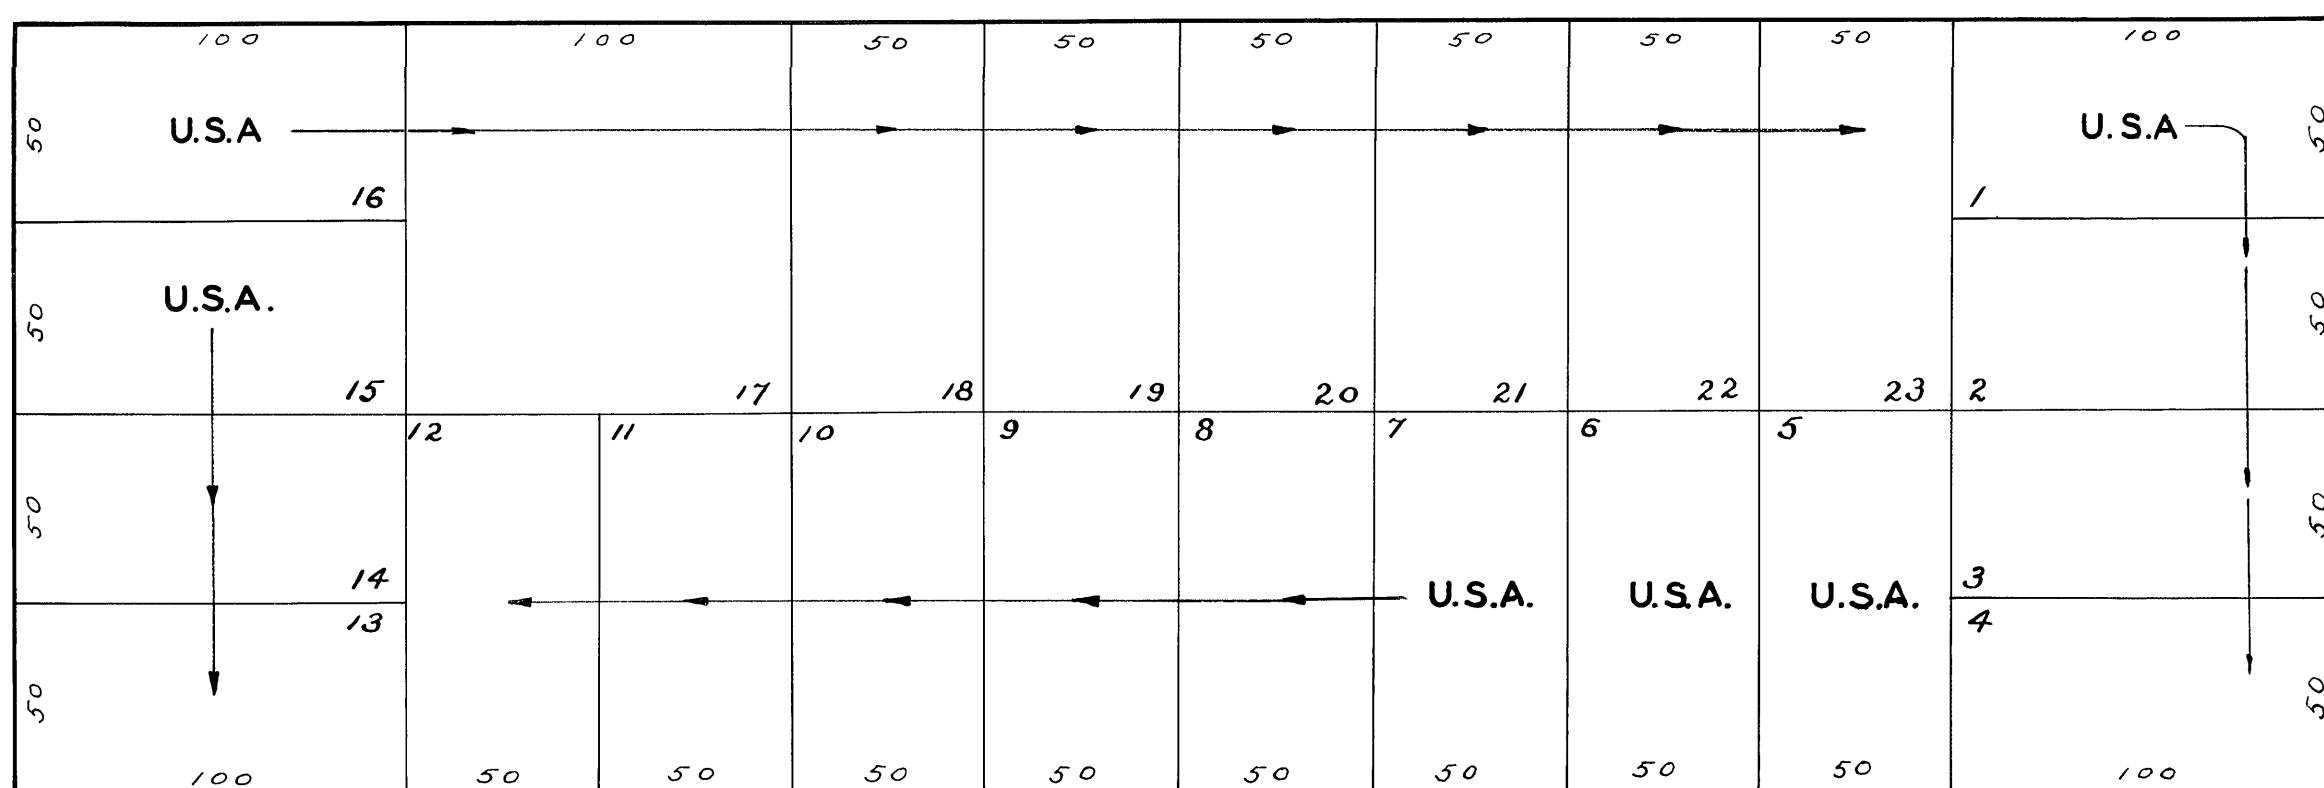 100 100 50 50 50 50 50 50 100
50 U.S.A U.S.A 50
16 1
50 U.S.A. 50
15 17 18 19 20 21 22 23 2
12 11 10 9 8 7 6 5
50 50
14 U.S.A. U.S.A. U.S.A. 3
13 4
50 50
100 50 50 50 50 50 50 50 50 100